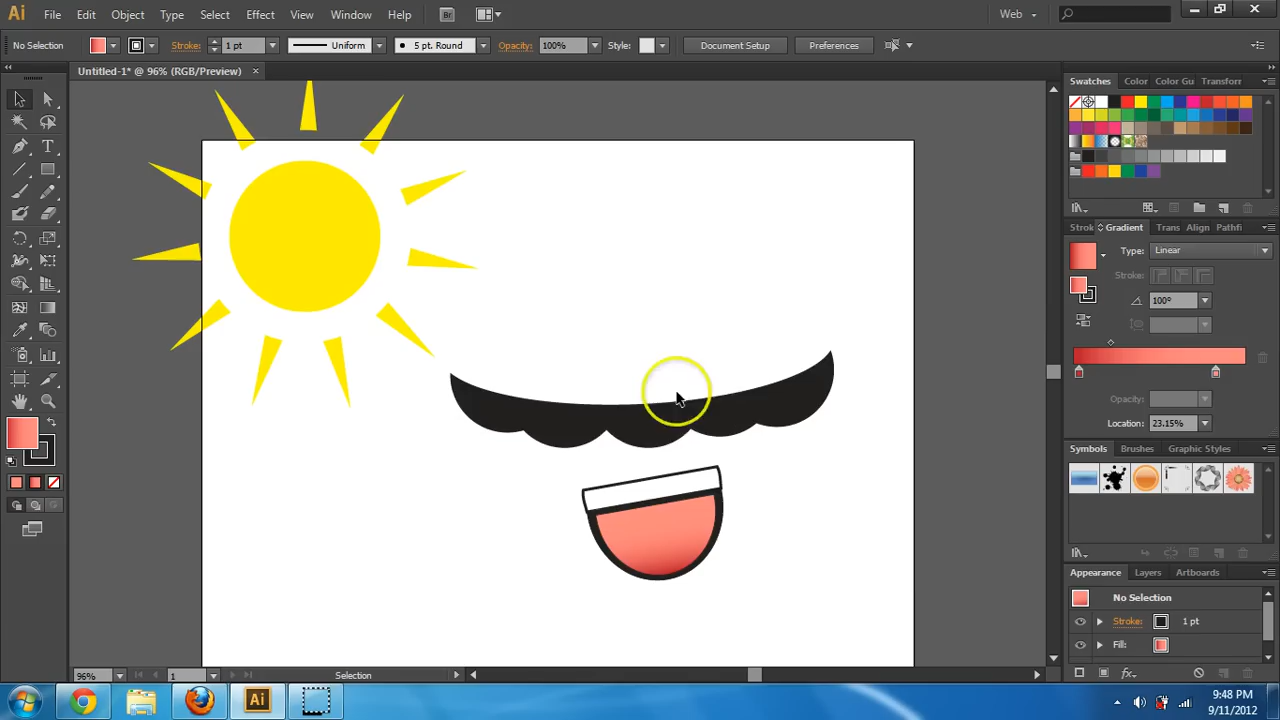 Ai File Edit Object Type Select Effect View Window Help Br Web
No Selection Stroke: 1 pt Uniform 5 pt. Round Opacity: 100% Style: Document Setup Preferences
Untitled-1* @ 96% (RGB/Preview)
Swatches Color Color Gu Transform
Strok Gradient Trans Align Pathfi
Type: Linear
Stroke:
100°
Opacity:
Location: 23.15%
Symbols Brushes Graphic Styles
Appearance Layers Artboards
No Selection
Stroke: 1 pt
Fill:
96% 1 Selection
Ai
9:48 PM
9/11/2012